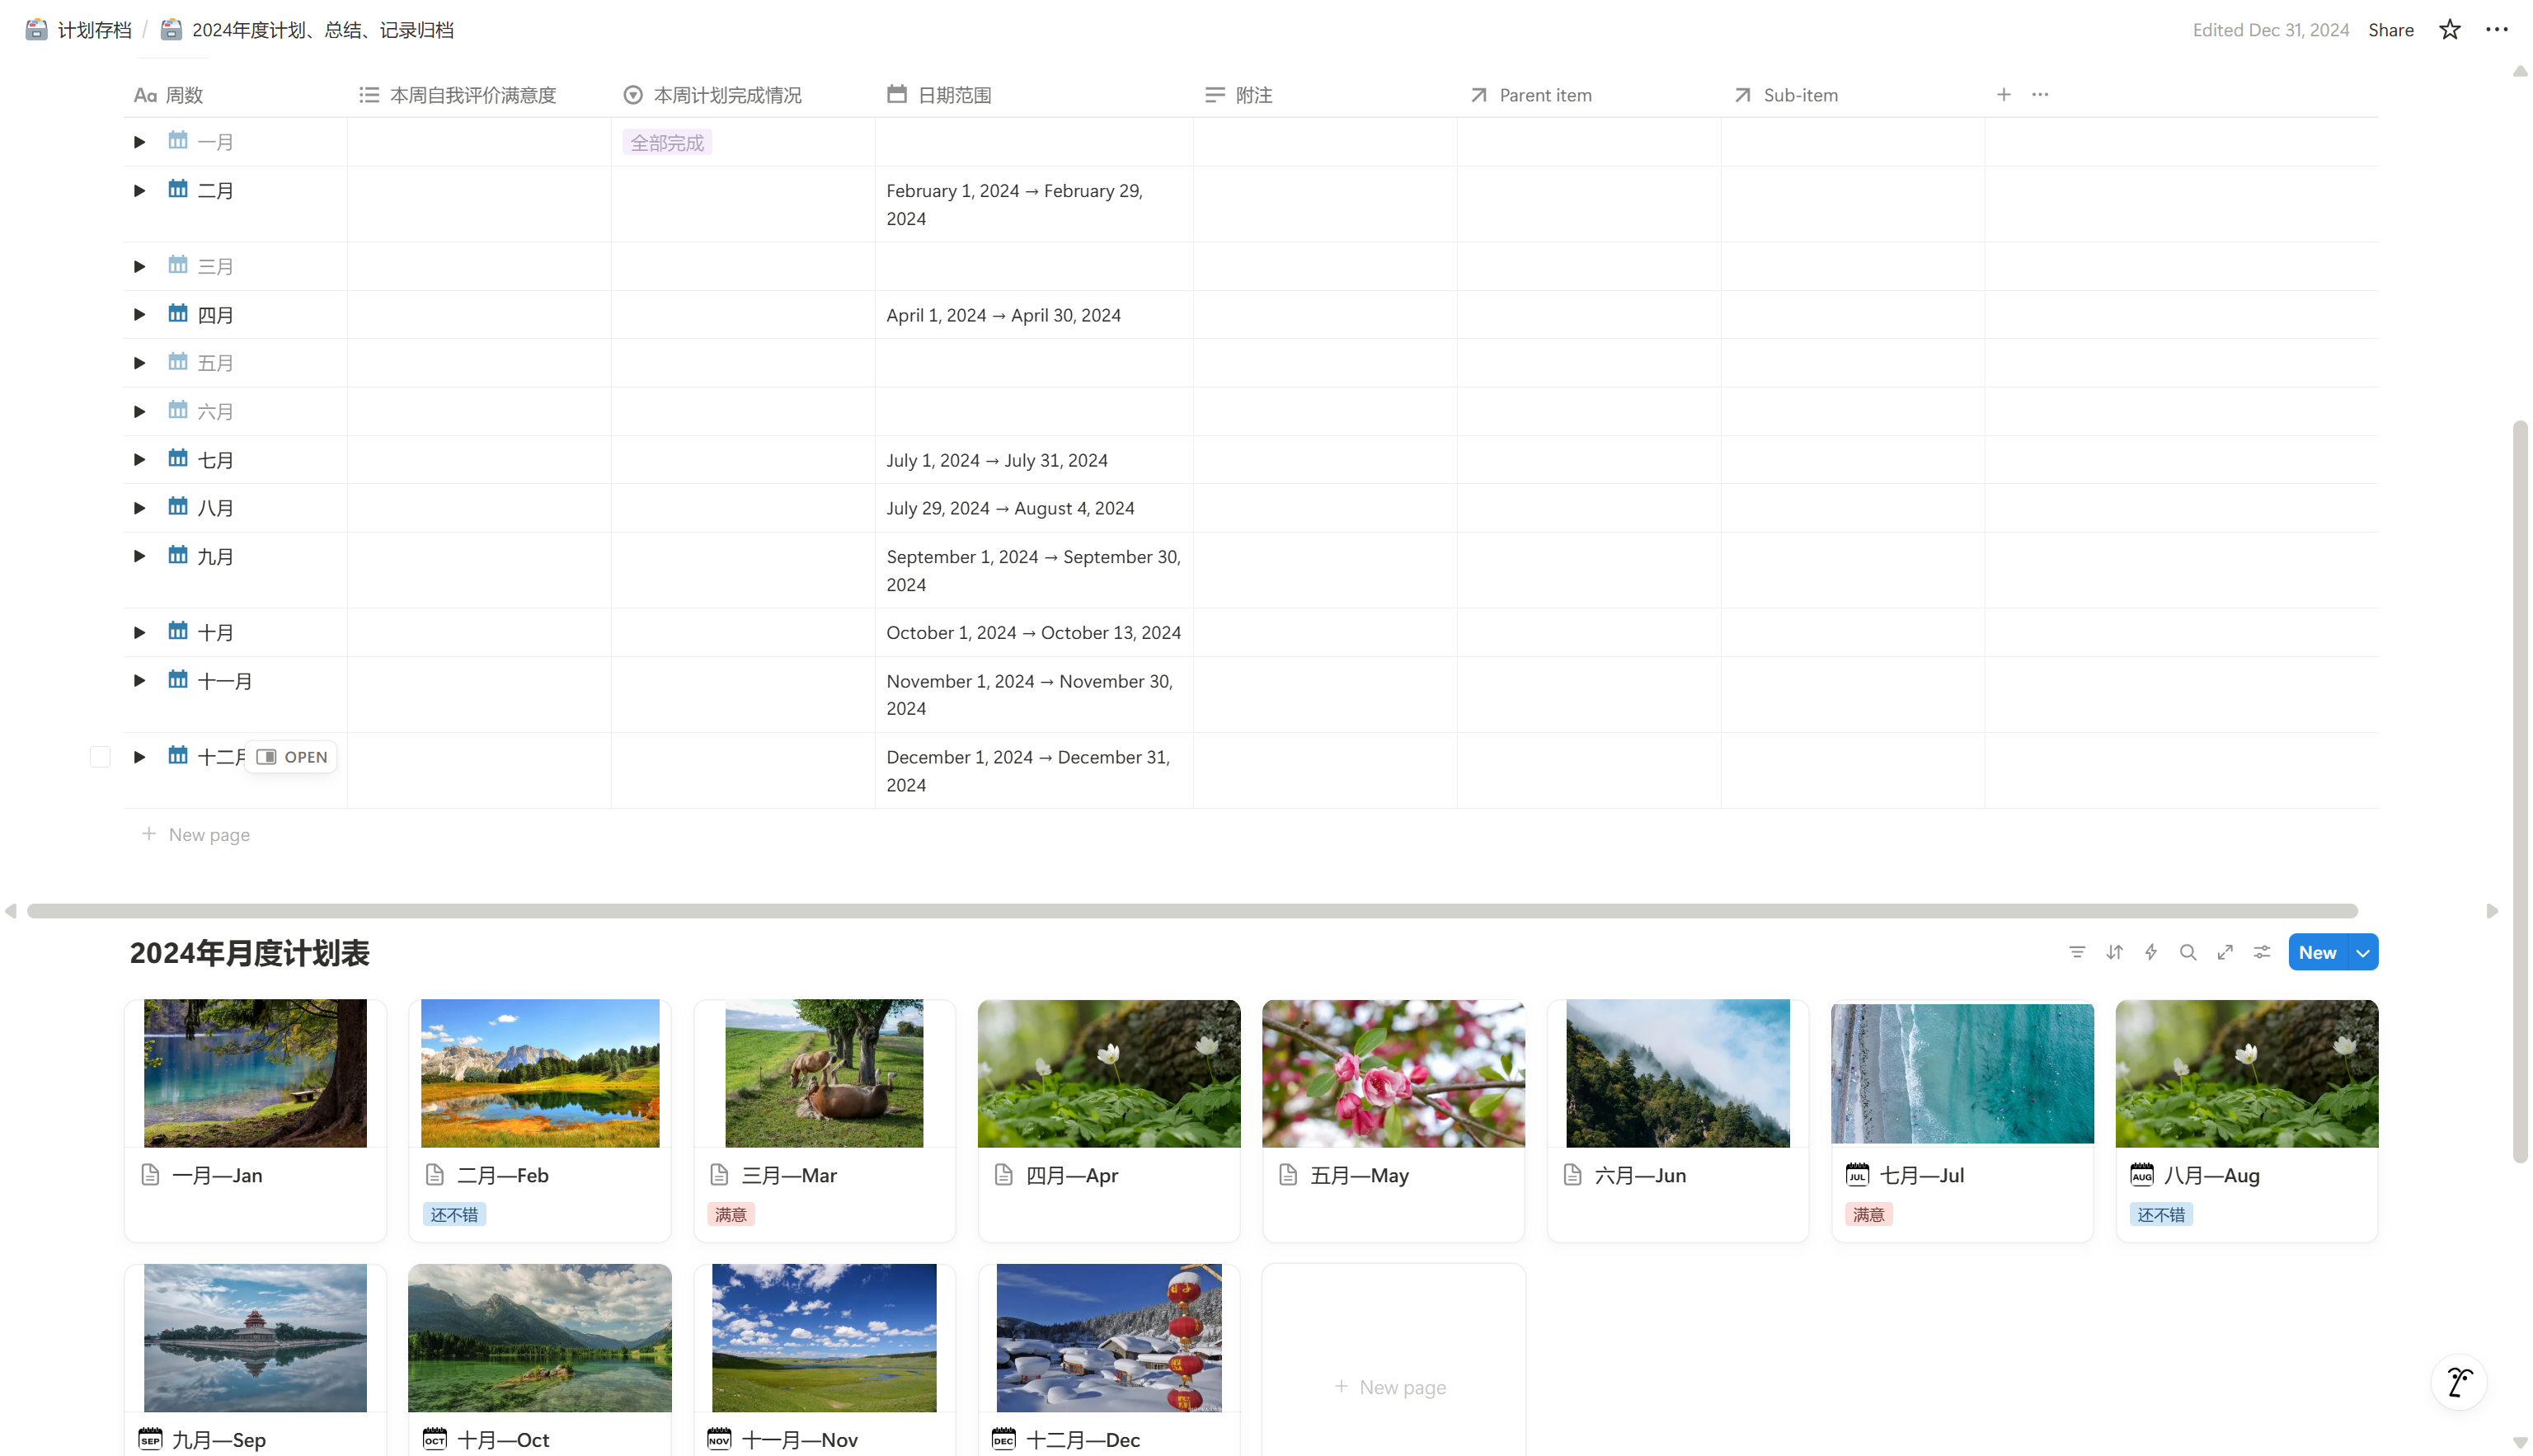 计划存档 / 2024年度计划、总结、记录归档
Edited Dec 31, 2024 Share
Aa 周数 本周自我评价满意度 本周计划完成情况 日期范围 附注 Parent item Sub-item
一月 全部完成
二月 February 1, 2024 → February 29,
2024
三月
四月 April 1, 2024 → April 30, 2024
五月
六月
七月 July 1, 2024 → July 31, 2024
八月 July 29, 2024 → August 4, 2024
九月 September 1, 2024 → September 30,
2024
十月 October 1, 2024 → October 13, 2024
十一月 November 1, 2024 → November 30,
2024
十二月 OPEN December 1, 2024 → December 31,
2024
+ New page
2024年月度计划表
New
一月—Jan 二月—Feb 三月—Mar 四月—Apr 五月—May 六月—Jun JUL 七月—Jul AUG 八月—Aug
还不错 满意 满意 还不错
+ New page
SEP 九月—Sep OCT 十月—Oct NOV 十一月—Nov DEC 十二月—Dec